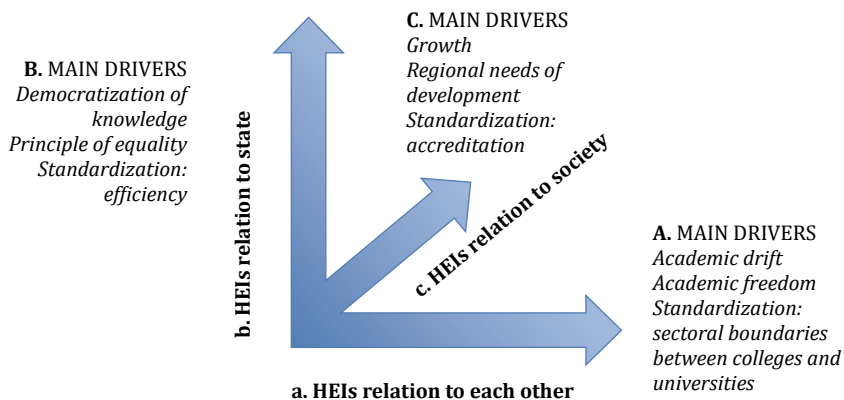 C. MAIN DRIVERS
Growth
Regional needs of
development
Standardization:
accreditation
B. MAIN DRIVERS
Democratization of
knowledge
Principle of equality
Standardization:
efficiency
b. HEIs relation to state
c. HEIs relation to society
A. MAIN DRIVERS
Academic drift
Academic freedom
Standardization:
sectoral boundaries
between colleges and
universities
a. HEIs relation to each other